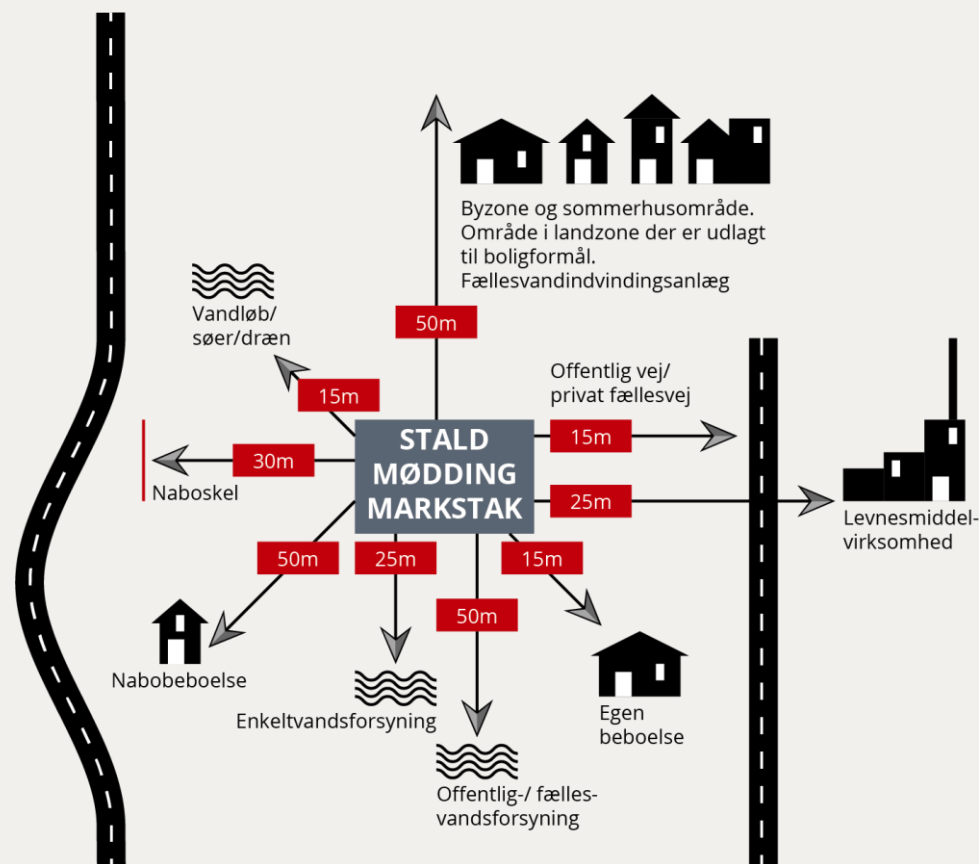 Byzone og sommerhusområde.
Område i landzone der er udlagt
til boligformål.
Fællesvandindvindingsanlæg
Vandløb/
søer/dræn
50m
Offentlig vej/
privat fællesvej
15m
STALD
MØDDING
MARKSTAK
15m
30m
Naboskel
25m
Levnesmiddel-
virksomhed
50m
25m
15m
50m
Nabobeboelse
Enkeltvandsforsyning
Egen
beboelse
Offentlig-/ fælles-
vandsforsyning